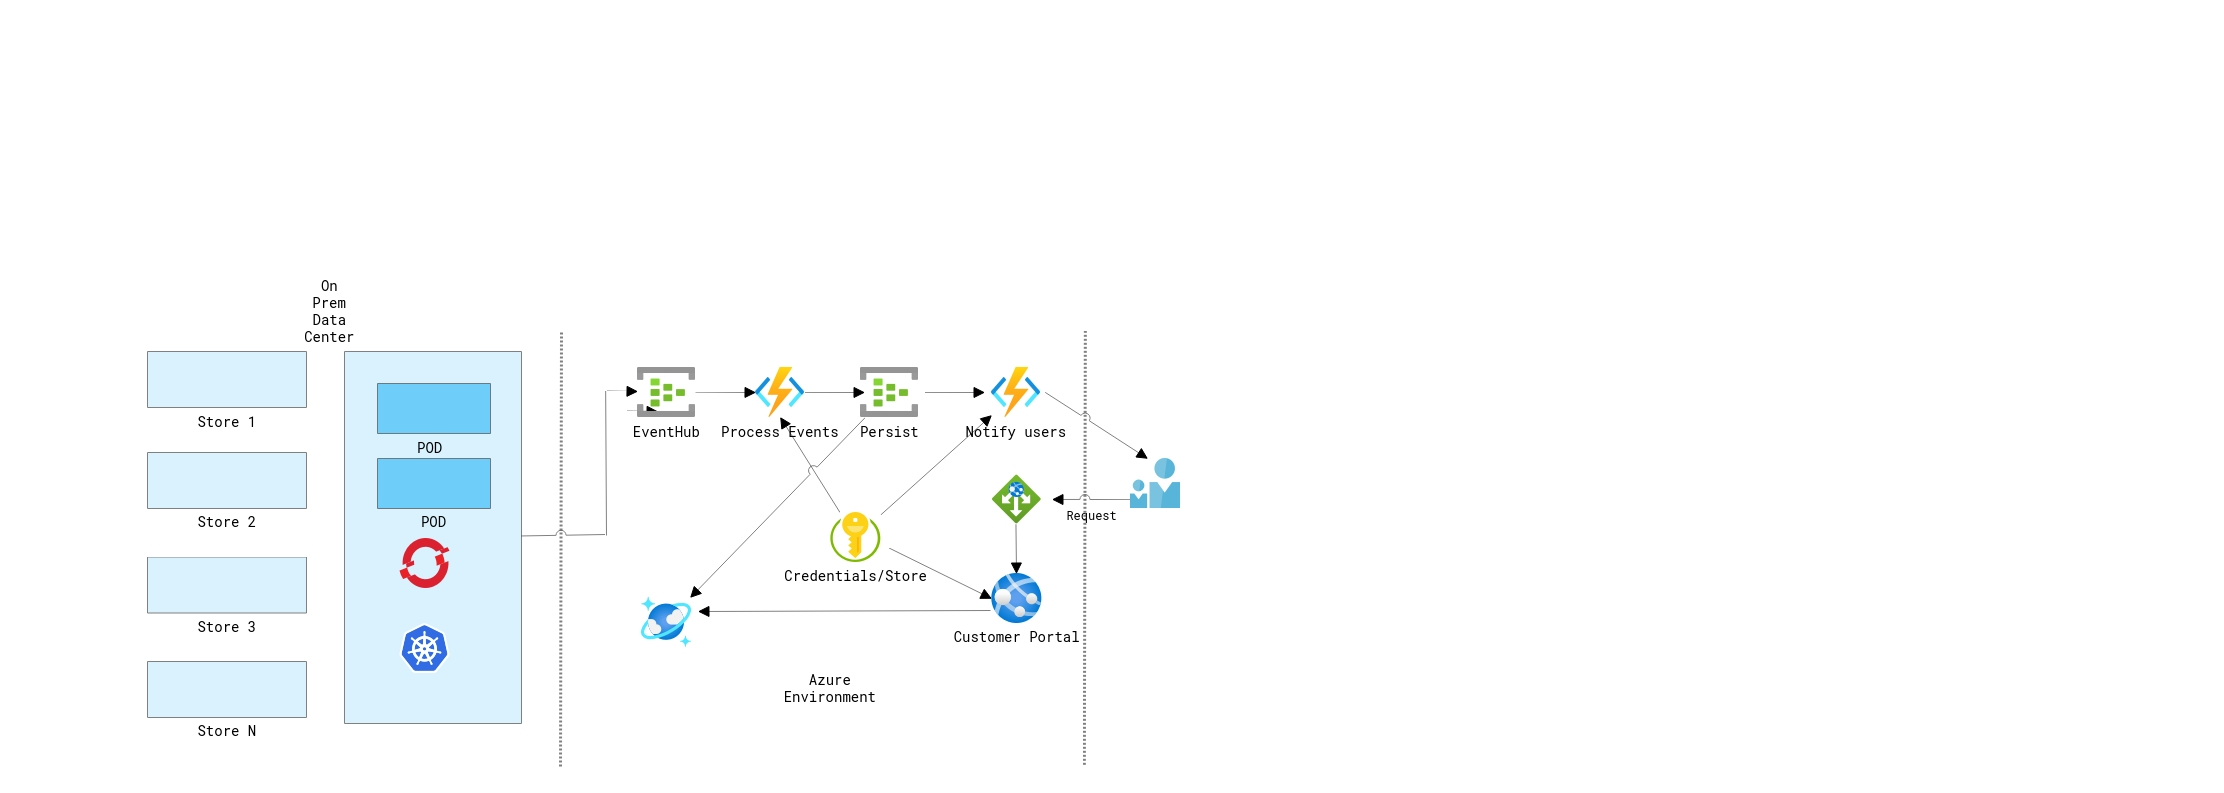 On
Prem
Data
Center
Store 1
Store 2
Store 3
Store N
POD
POD
EventHub
Process Events
Persist
Notify users
Request
Credentials/Store
Customer Portal
Azure
Environment